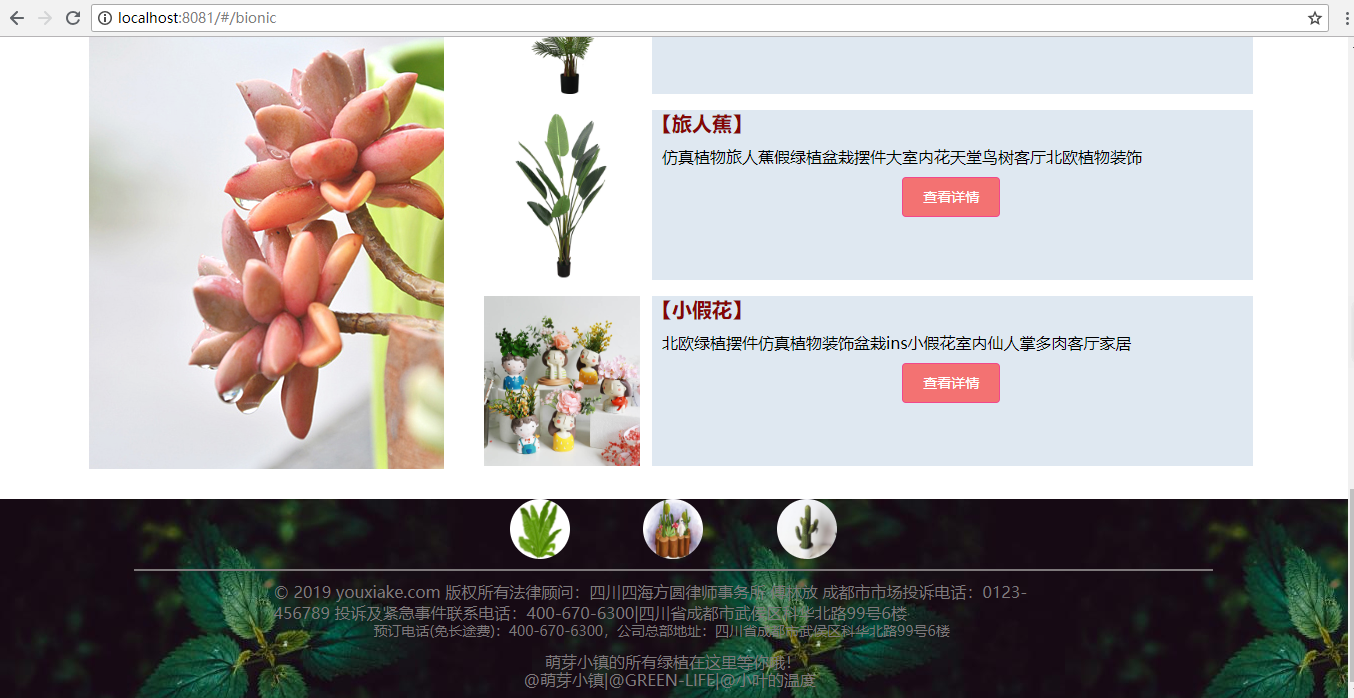 localhost:8081/#/bionic
【旅人蕉】
仿真植物旅人蕉假绿植盆栽摆件大室内花天堂鸟树客厅北欧植物装饰
查看详情
【小假花】
北欧绿植摆件仿真植物装饰盆栽ins小假花室内仙人掌多肉客厅家居
查看详情
© 2019 youxiake.com 版权所有法律顾问：四川四海方圆律师事务所 林放 成都市市场投诉电话：0123-
456789 投诉及紧急事件联系电话：400-670-6300|四川省成都市武侯区科华北路99号6楼
预订电话(免长途费)：400-670-6300，公司总部地址：四川省成都市武侯区科华北路99号6楼
萌芽小镇的所有绿植在这里等你哦！
@萌芽小镇|@GREEN-LIFE|@小叶的温度